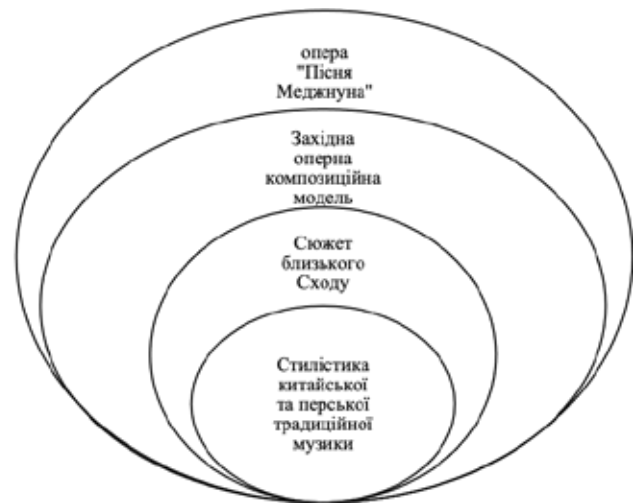 опера
"Пісня
Меджнуна"
Західна
оперна
композиційна
модель
Сюжет
близького
Сходу
Стилістика
китайської
та перської
традиційної
музики